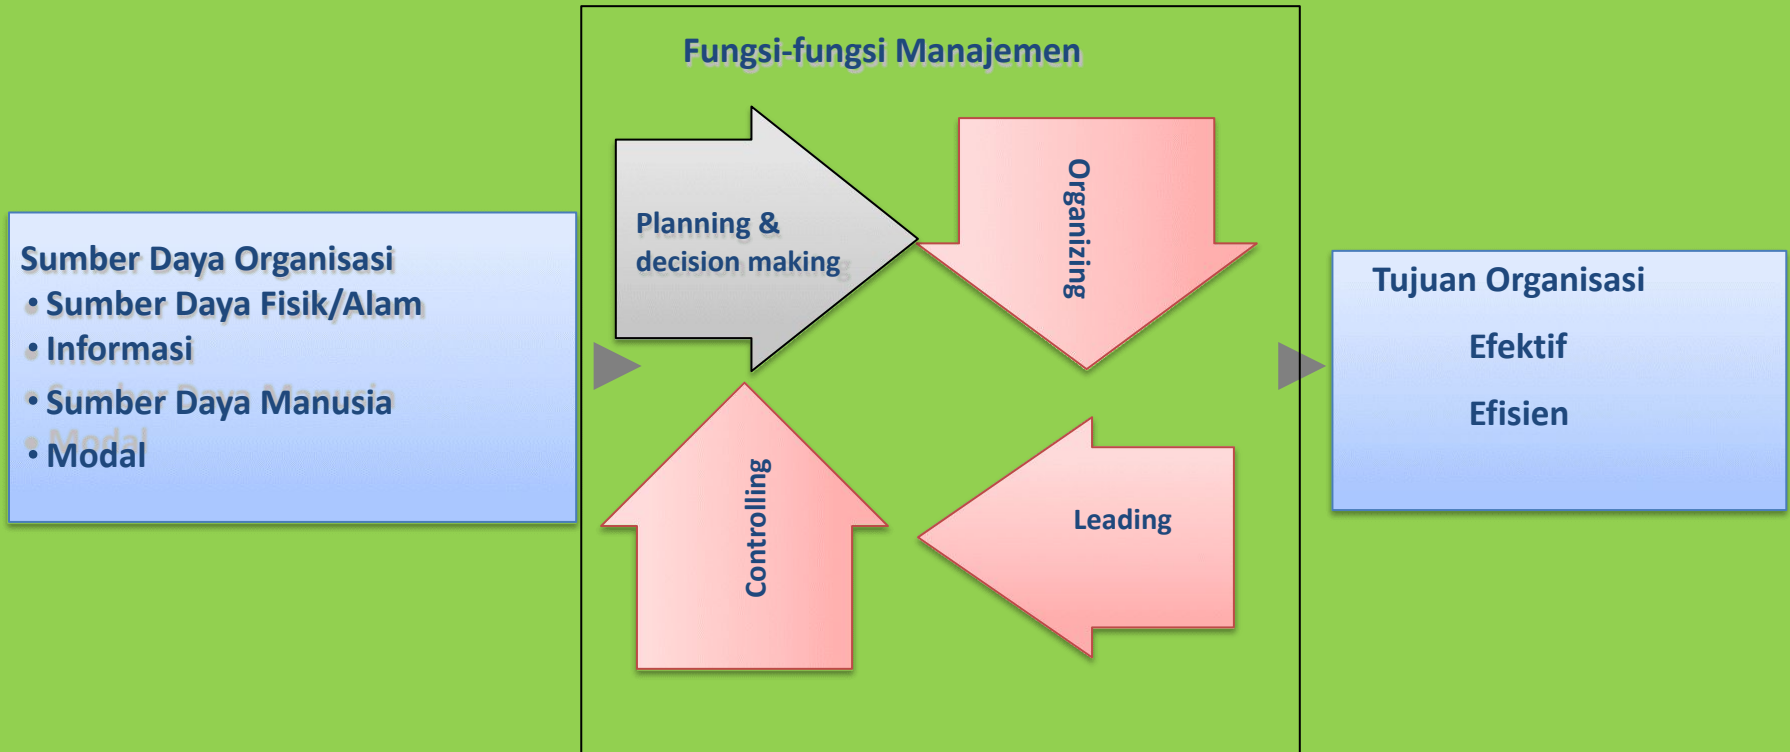 Fungsi-fungsi Manajemen
Sumber Daya Organisasi
• Sumber Daya Fisik/Alam
• Informasi
• Sumber Daya Manusia
• Modal
Planning &
decision making
Organizing
Leading
Controlling
Tujuan Organisasi
Efektif
Efisien